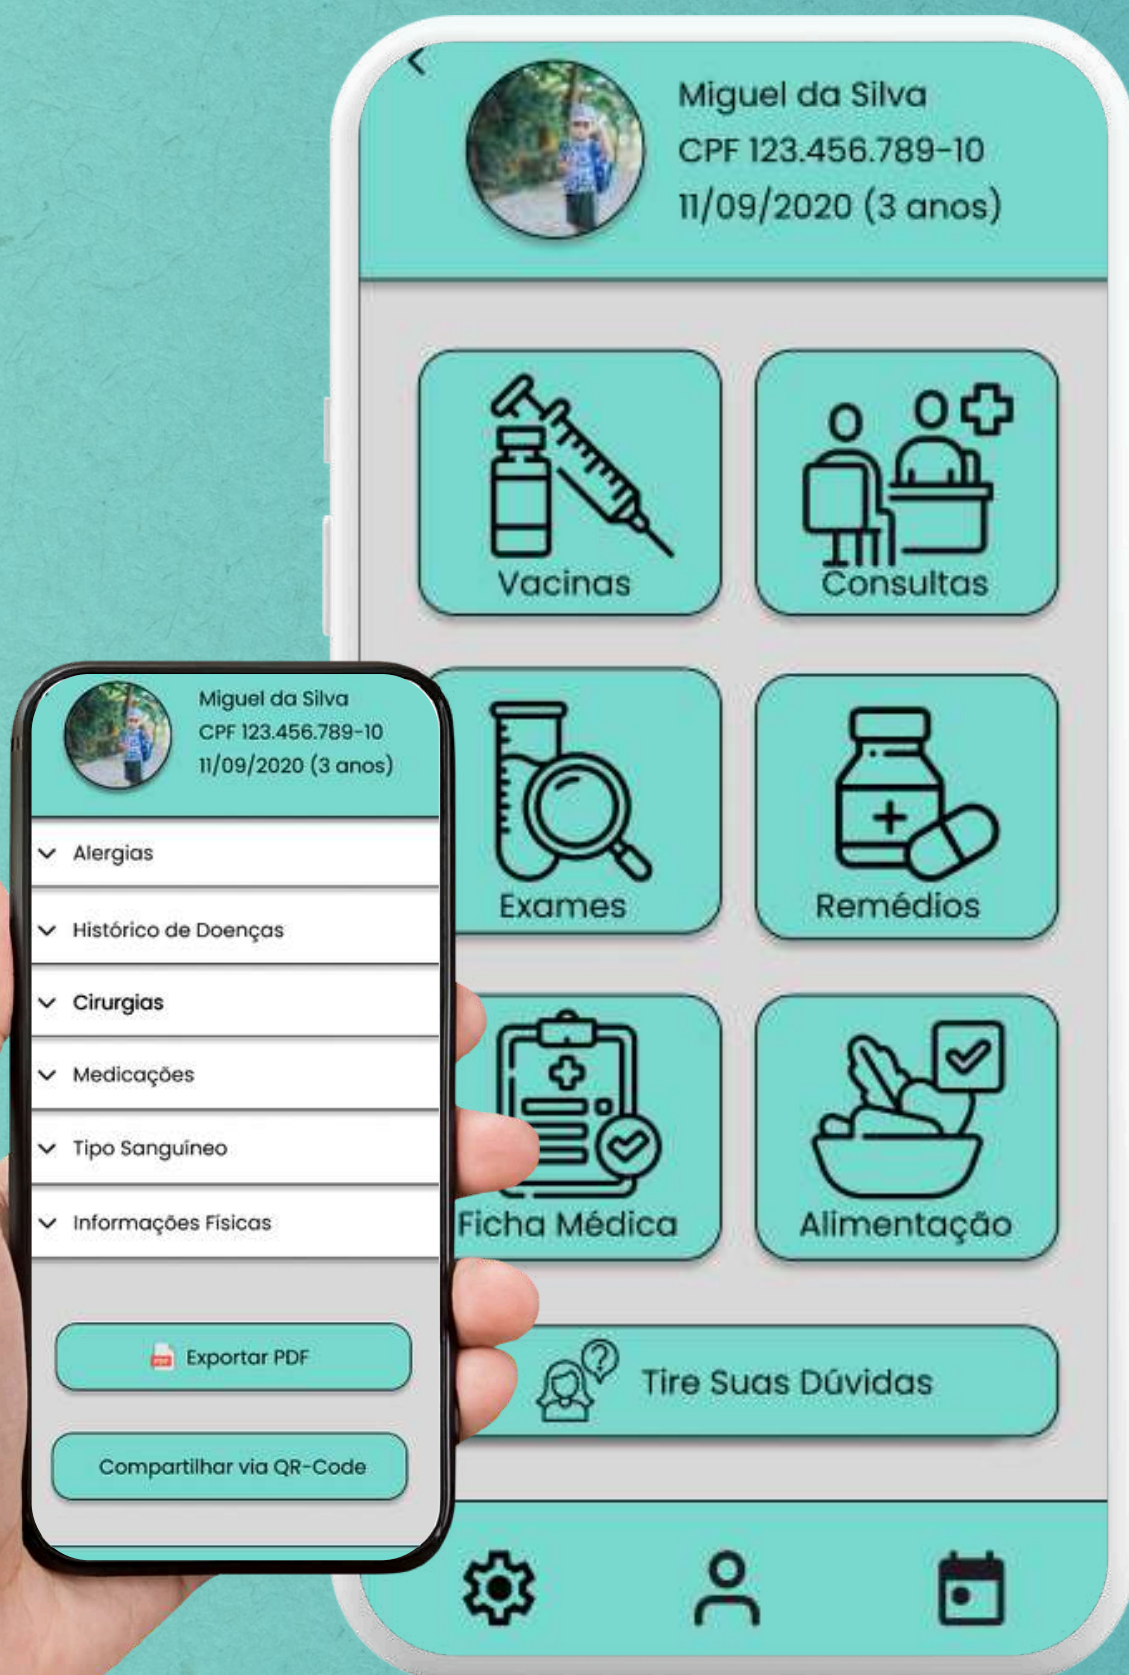 Miguel da Silva
CPF 123.456.789-10
11/09/2020 (3 anos)
Vacinas
Consultas
Exames
Remédios
Ficha Médica
Alimentação
Tire Suas Dúvidas
Miguel da Silva
CPF 123.456.789-10
11/09/2020 (3 anos)
Alergias
Histórico de Doenças
Cirurgias
Medicações
Tipo Sanguíneo
Informações Físicas
PDF
Exportar PDF
Compartilhar via QR-Code